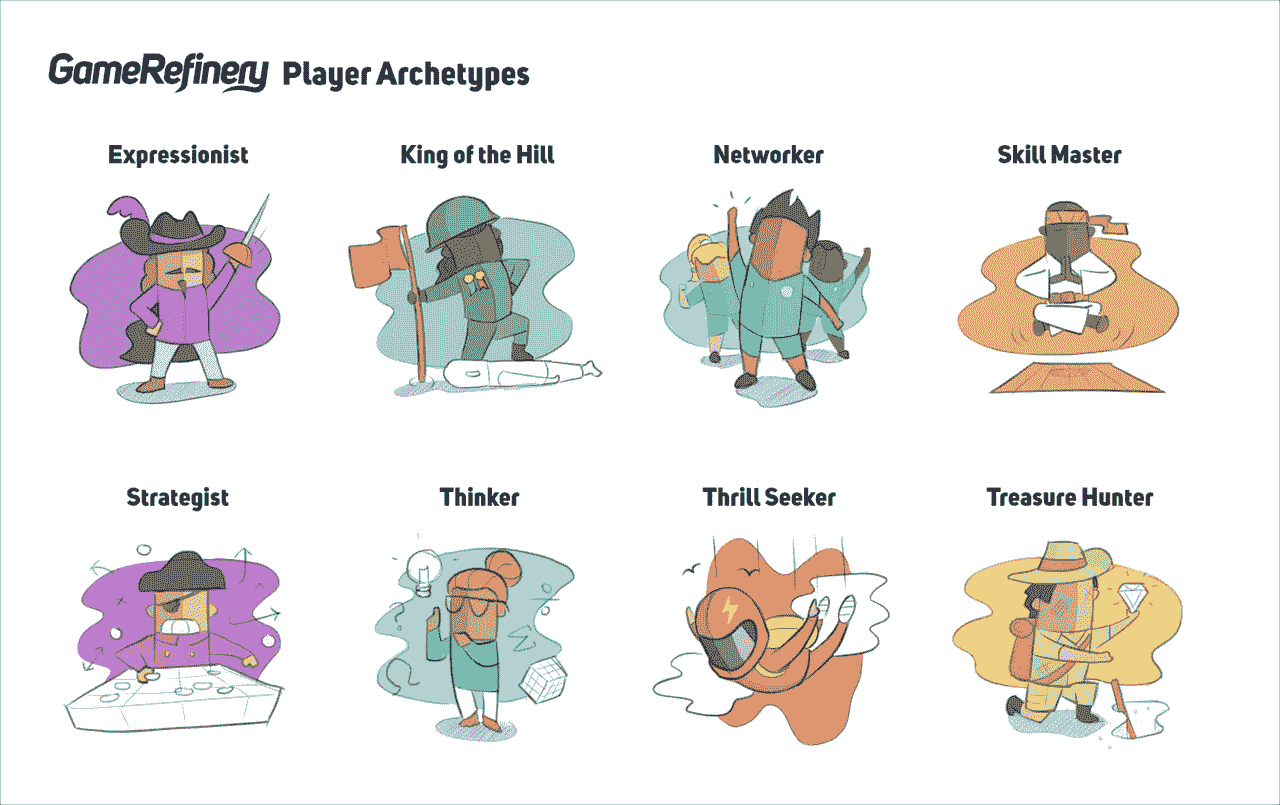 GameRefinery Player Archetypes
Expressionist
King of the Hill
Networker
Skill Master
Strategist
Thinker
Thrill Seeker
Treasure Hunter